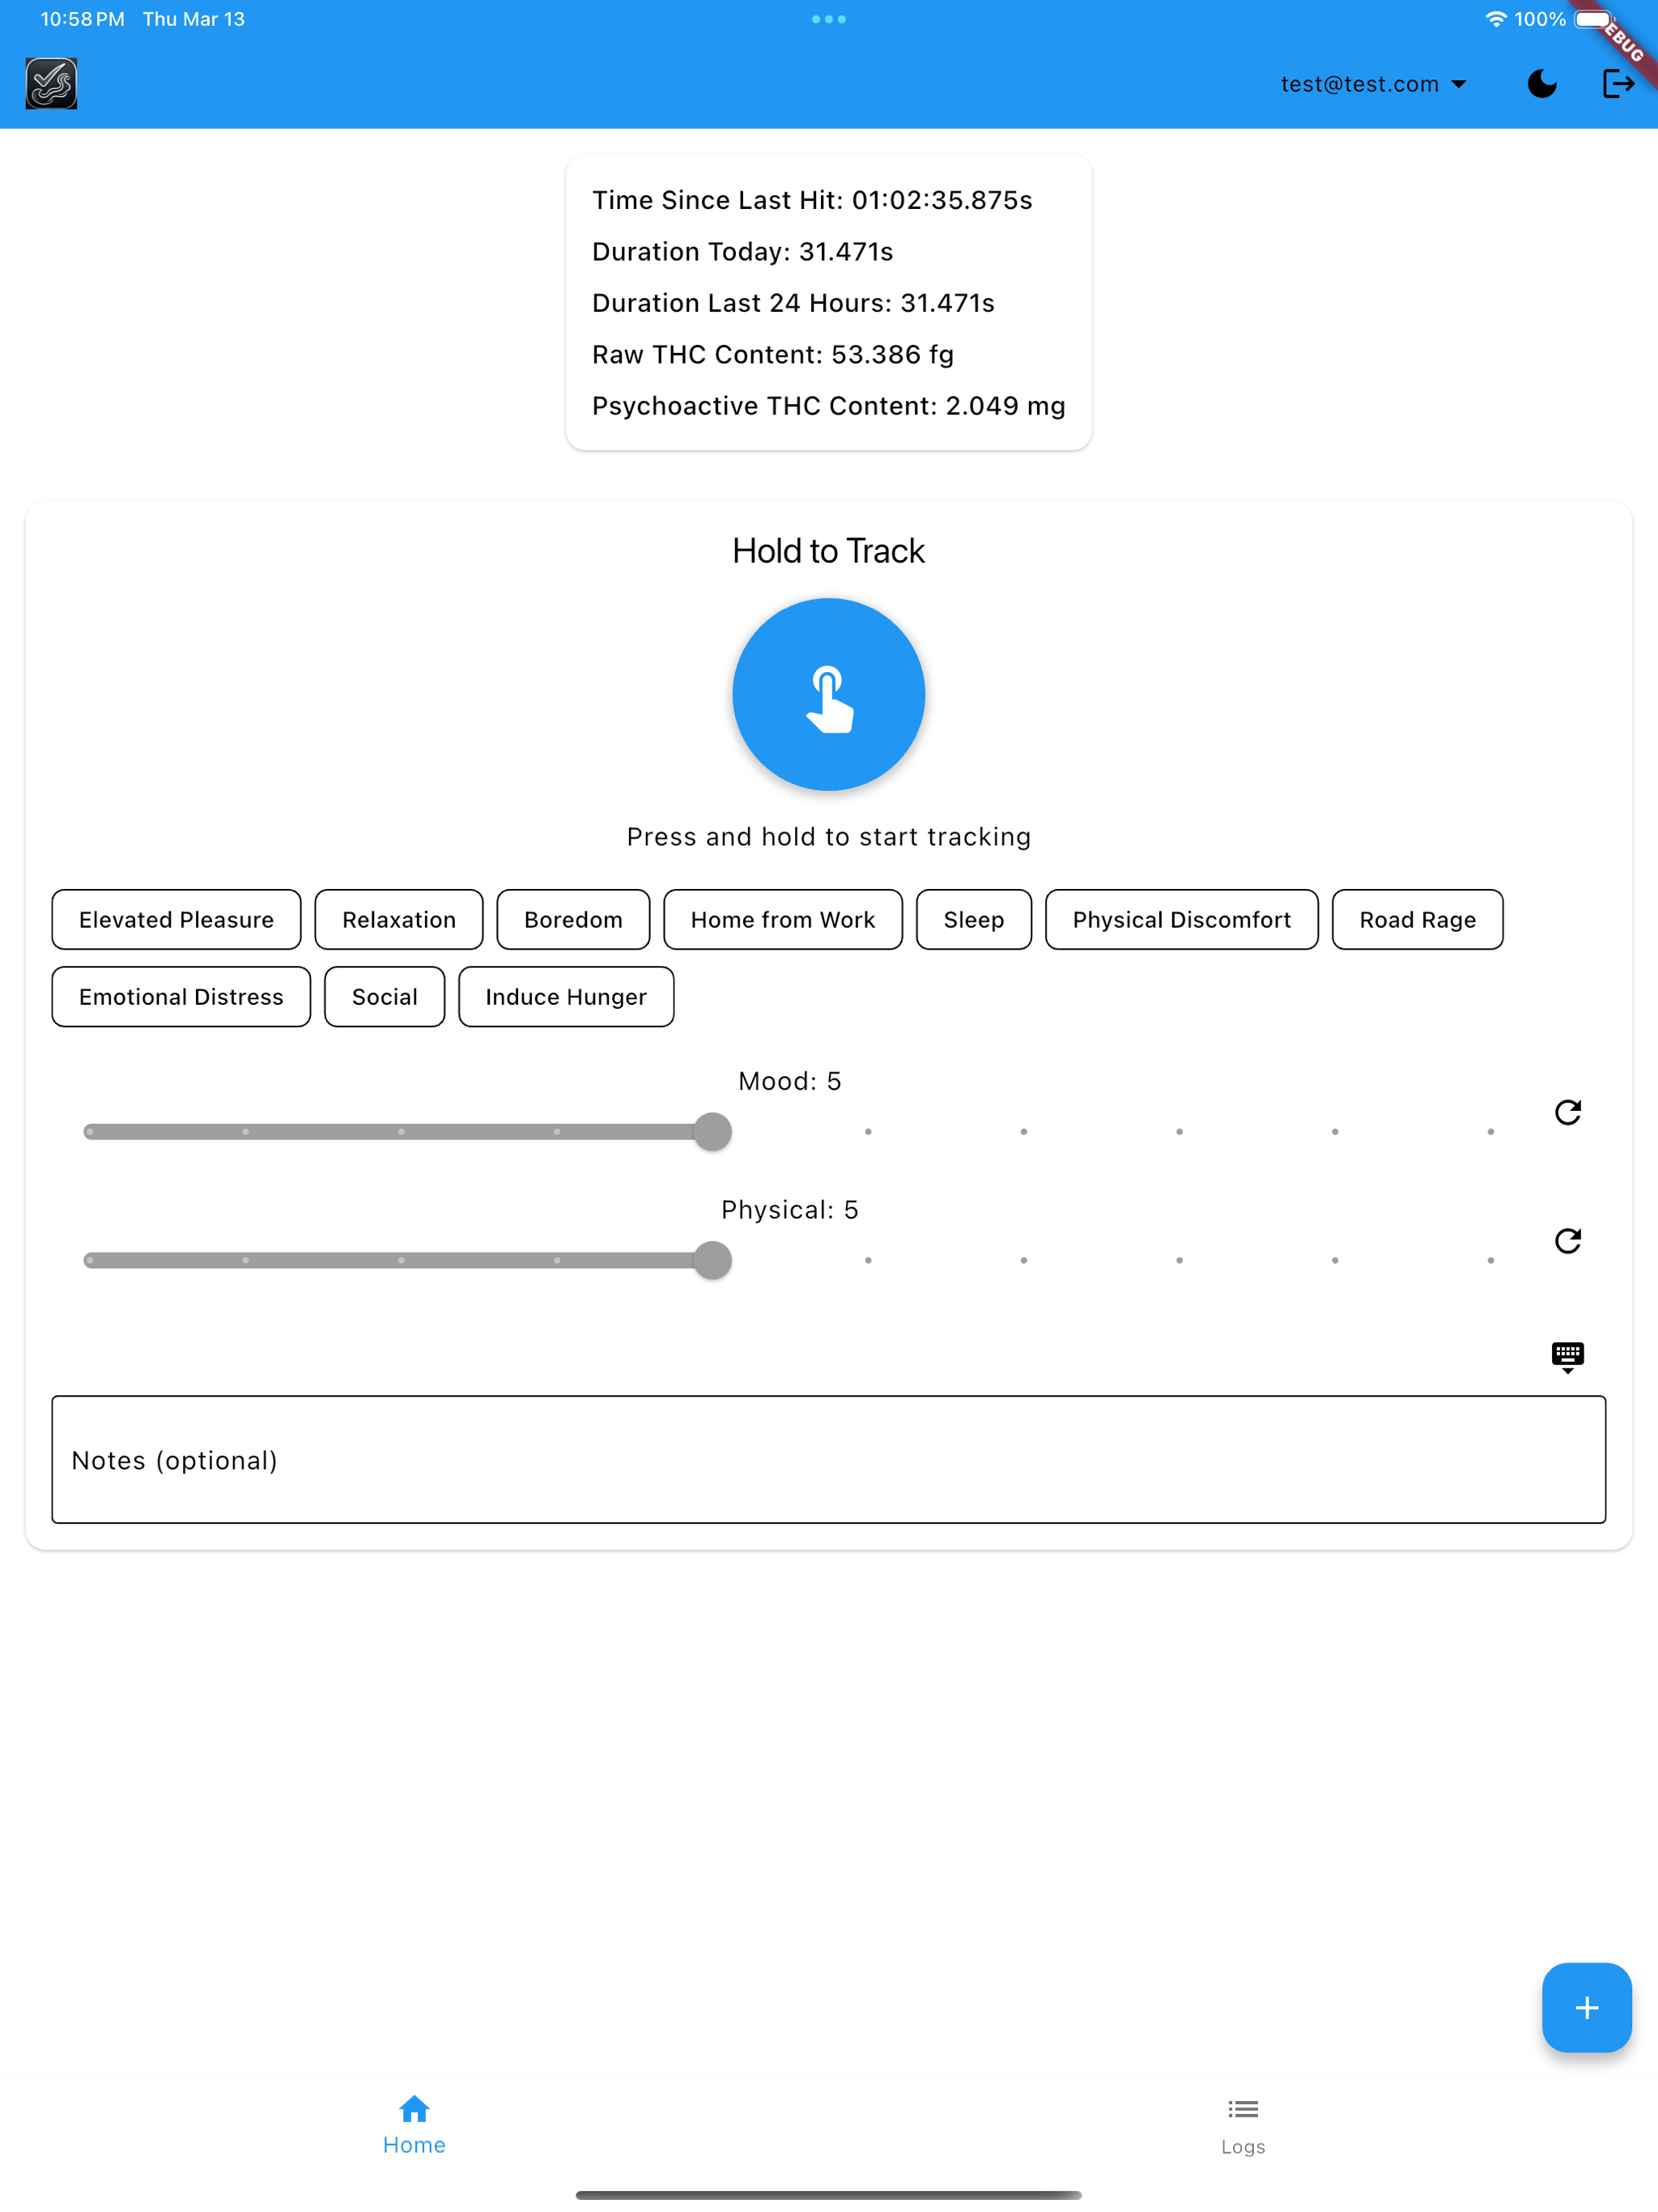 10:58 PM Thu Mar 13
100%
EBUG
test@test.com
Time Since Last Hit: 01:02:35.875s
Duration Today: 31.471s
Duration Last 24 Hours: 31.471s
Raw THC Content: 53.386 fg
Psychoactive THC Content: 2.049 mg
Hold to Track
Press and hold to start tracking
Elevated Pleasure Relaxation Boredom Home from Work Sleep Physical Discomfort Road Rage
Emotional Distress Social Induce Hunger
Mood: 5
Physical: 5
Notes (optional)
Home Logs